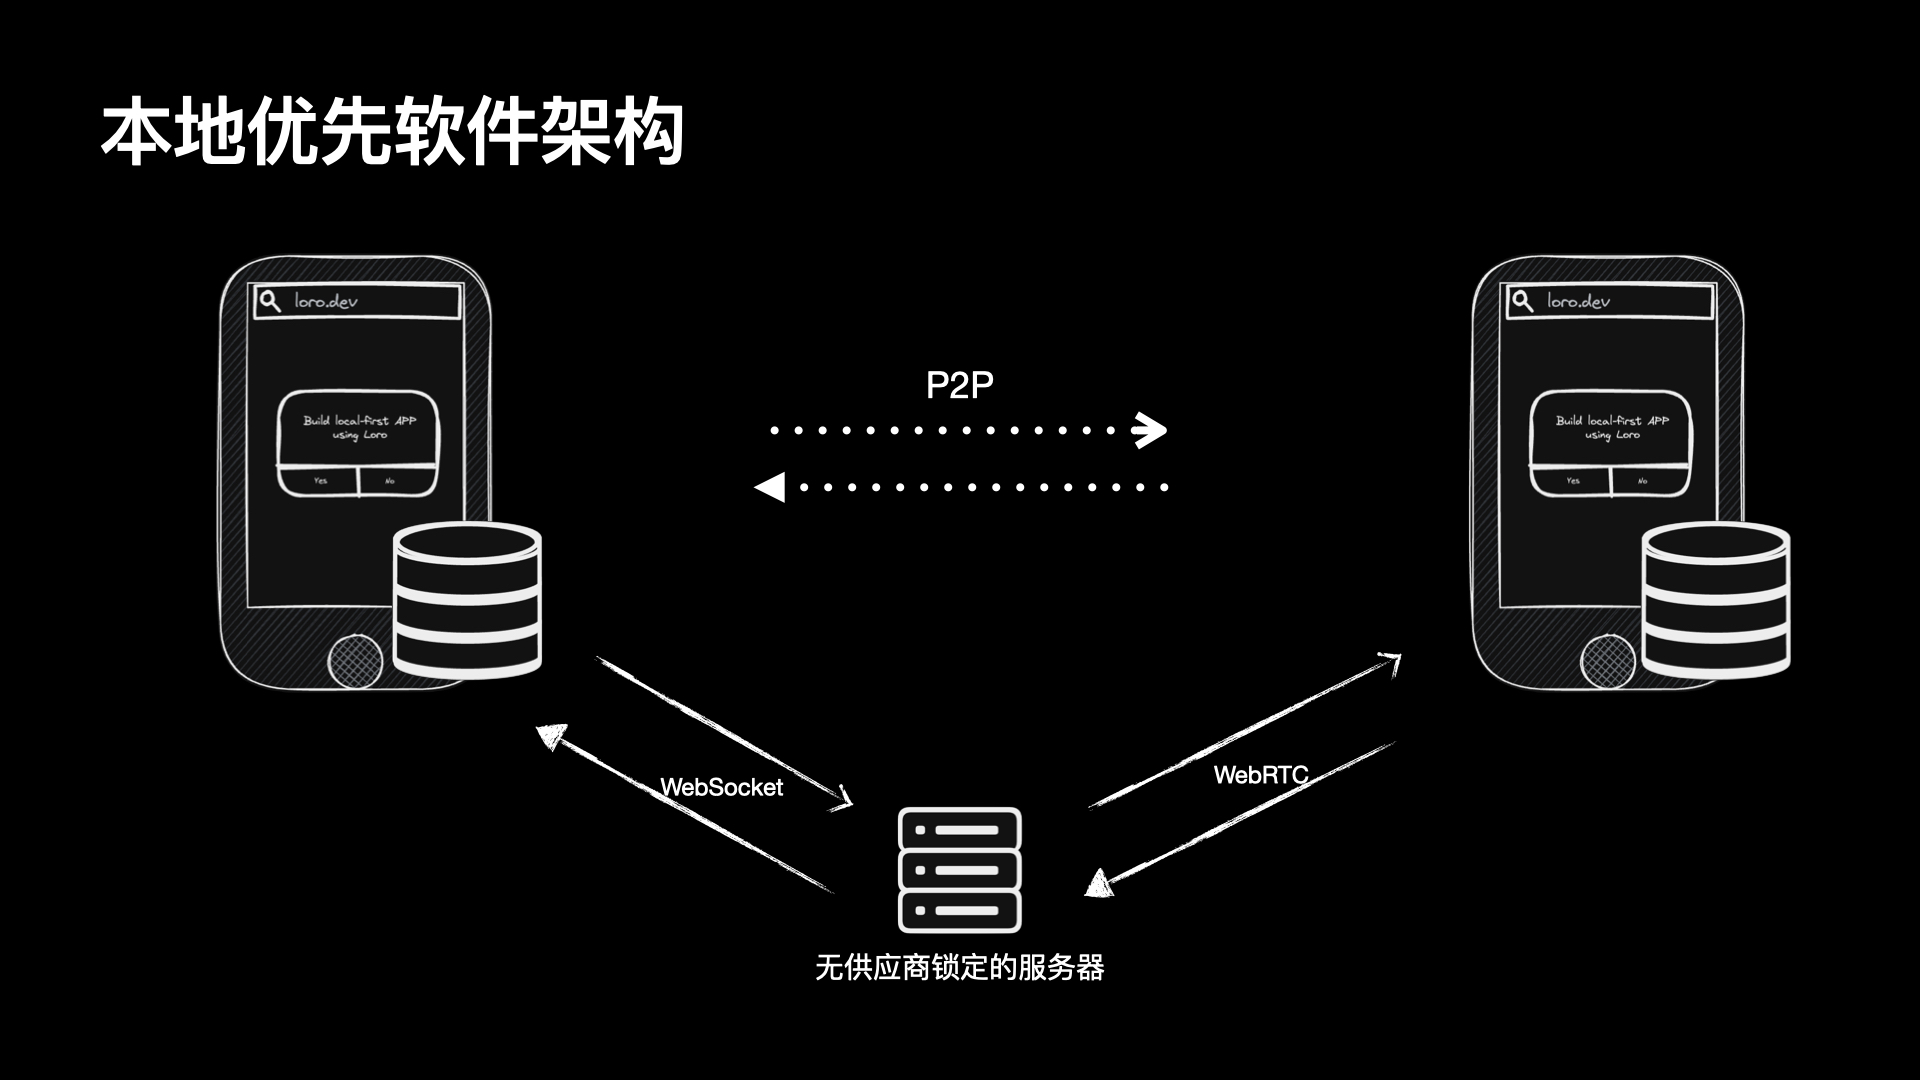 本地优先软件架构
loro.dev
Build local-first APP
using Loro
Yes
No
P2P
loro.dev
Build local-first APP
using Loro
Yes
No
WebSocket
WebRTC
无供应商锁定的服务器